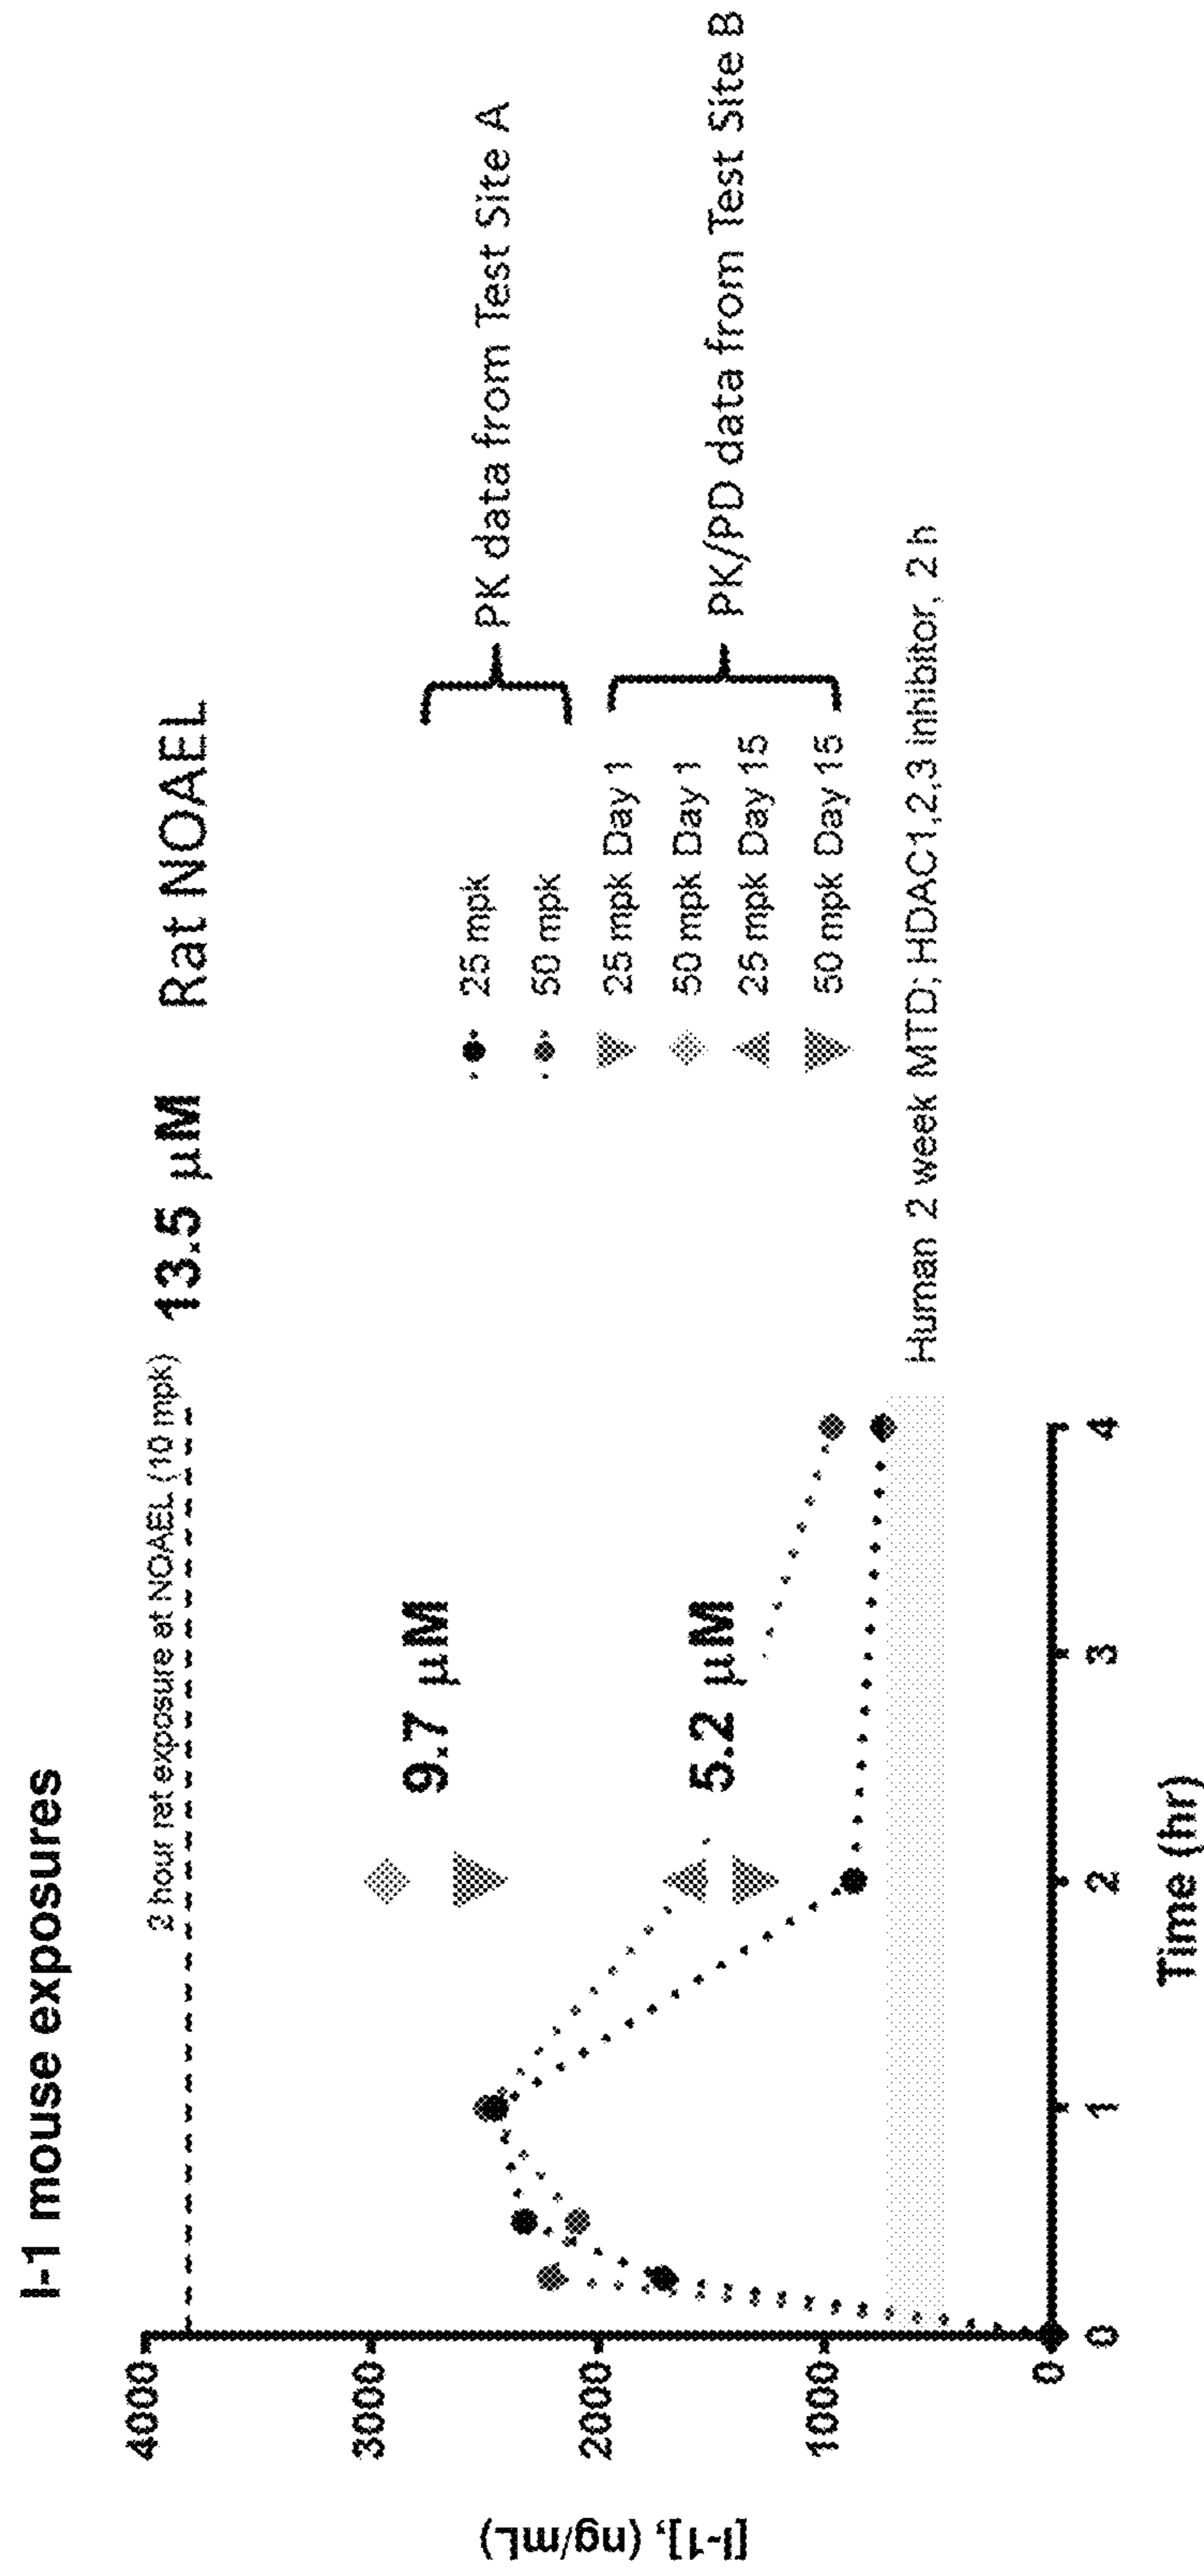 I-1 mouse exposures
2 hour rat exposure at NOAEL (10 mpk)
13.5 µM Rat NOAEL
9.7 µM
5.2 µM
25 mpk
50 mpk
PK data from Test Site A
25 mpk Day 1
50 mpk Day 1
25 mpk Day 15
50 mpk Day 15
PK/PD data from Test Site B
Human 2 week MTD; HDAC1,2,3 inhibitor, 2 h
[I-1], (ng/mL)
4000
3000
2000
1000
0
0 1 2 3 4
Time (hr)